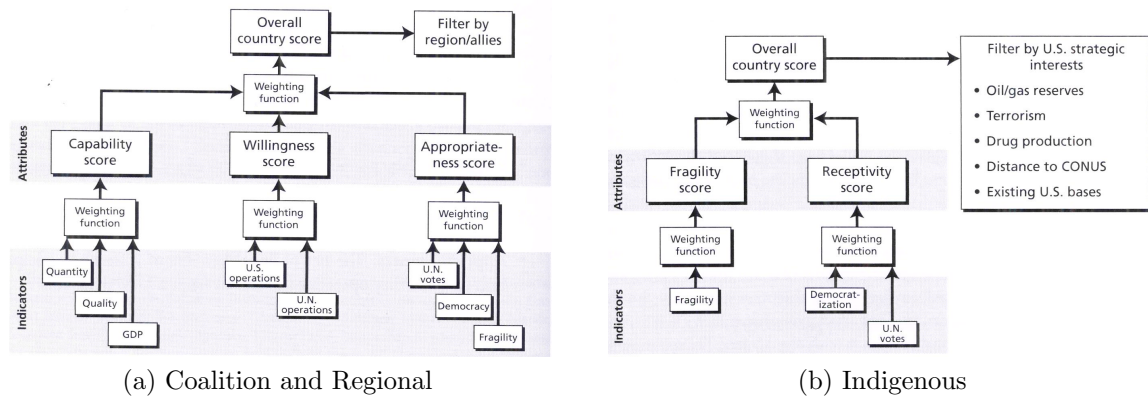 Overall
country score
Filter by
region/allies
Weighting
function
Attributes
Capability
score
Willingness
score
Appropriate-
ness score
Weighting
function
Weighting
function
Weighting
function
Indicators
Quantity
Quality
GDP
U.S.
operations
U.N.
operations
U.N.
votes
Democracy
Fragility
(a) Coalition and Regional
Overall
country score
Filter by U.S. strategic
interests
• Oil/gas reserves
• Terrorism
• Drug production
• Distance to CONUS
• Existing U.S. bases
Weighting
function
Attributes
Fragility
score
Receptivity
score
Weighting
function
Weighting
function
Indicators
Fragility
Democrat-
ization
U.N.
votes
(b) Indigenous